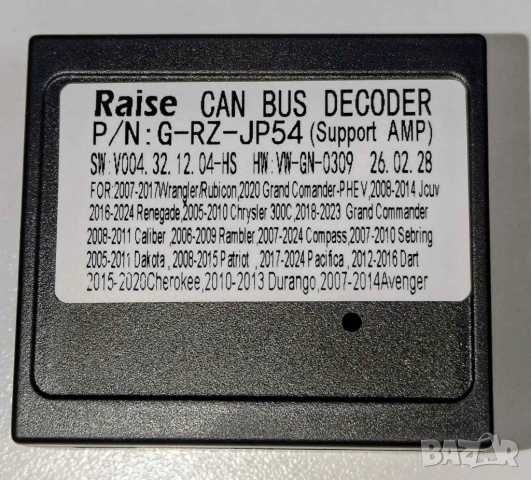 Raise CAN BUS DECODER
P/N:G-RZ-JP54 (Support AMP)
SW:V004.32.12.04-HS HW:VW-GN-0309 26.02.28
FOR:2007-2017Wrangler/Rubicon,2020 Grand Comander-PHEV,2008-2014 Jcuv
2016-2024 Renegade,2005-2010 Chrysler 300C,2018-2023 Grand Commander
2008-2011 Caliber ,2006-2009 Rambler,2007-2024 Compass,2007-2010 Sebring
2005-2011 Dakota ,2008-2015 Patriot ,2017-2024 Pacifica ,2012-2016 Dart
2015-2020Cherokee,2010-2013 Durango,2007-2014Avenger
BAZAR